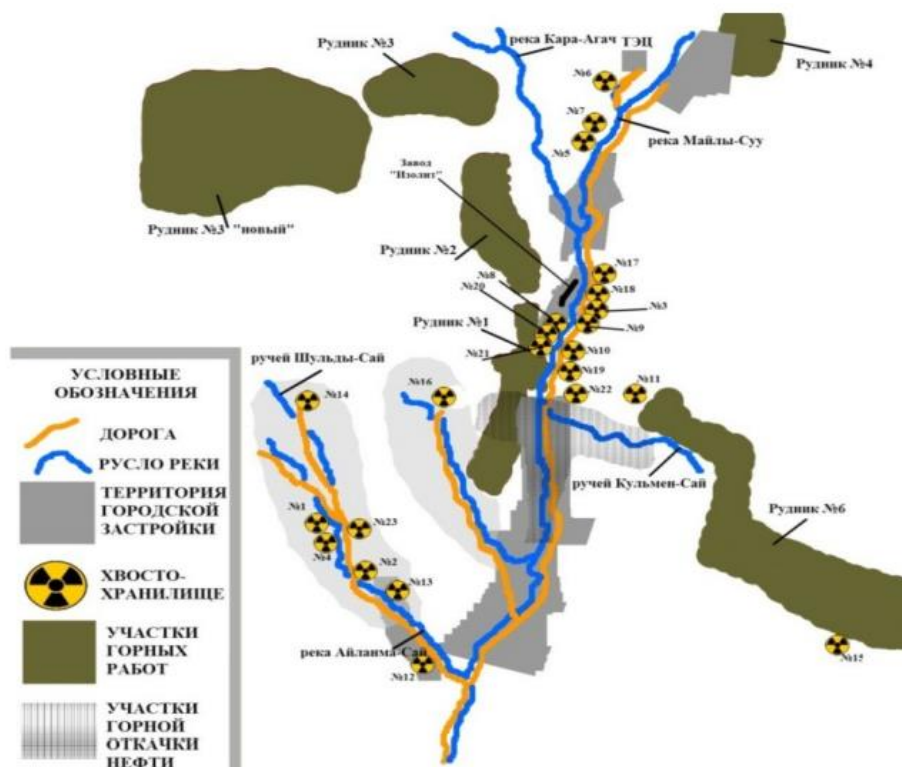 Рудник №3
река Кара-Агач
ТЭЦ
№6
Рудник №4
№7
№5
река Майлы-Суу
Завод
"Изолит"
Рудник №3 "новый"
Рудник №2
№8
№20
№17
№18
№3
№9
Рудник №1
№21
№10
№19
№22
№11
ручей Шульды-Сай
№14
№16
ручей Кульмен-Сай
Рудник №6
№1
№4
№23
№2
№13
река Айланма-Сай
№12
№15
УСЛОВНЫЕ
ОБОЗНАЧЕНИЯ
ДОРОГА
РУСЛО РЕКИ
ТЕРРИТОРИЯ
ГОРОДСКОЙ
ЗАСТРОЙКИ
ХВОСТО-
ХРАНИЛИЩЕ
УЧАСТКИ
ГОРНЫХ
РАБОТ
УЧАСТКИ
ГОРНОЙ
ОТКАЧКИ
НЕФТИ